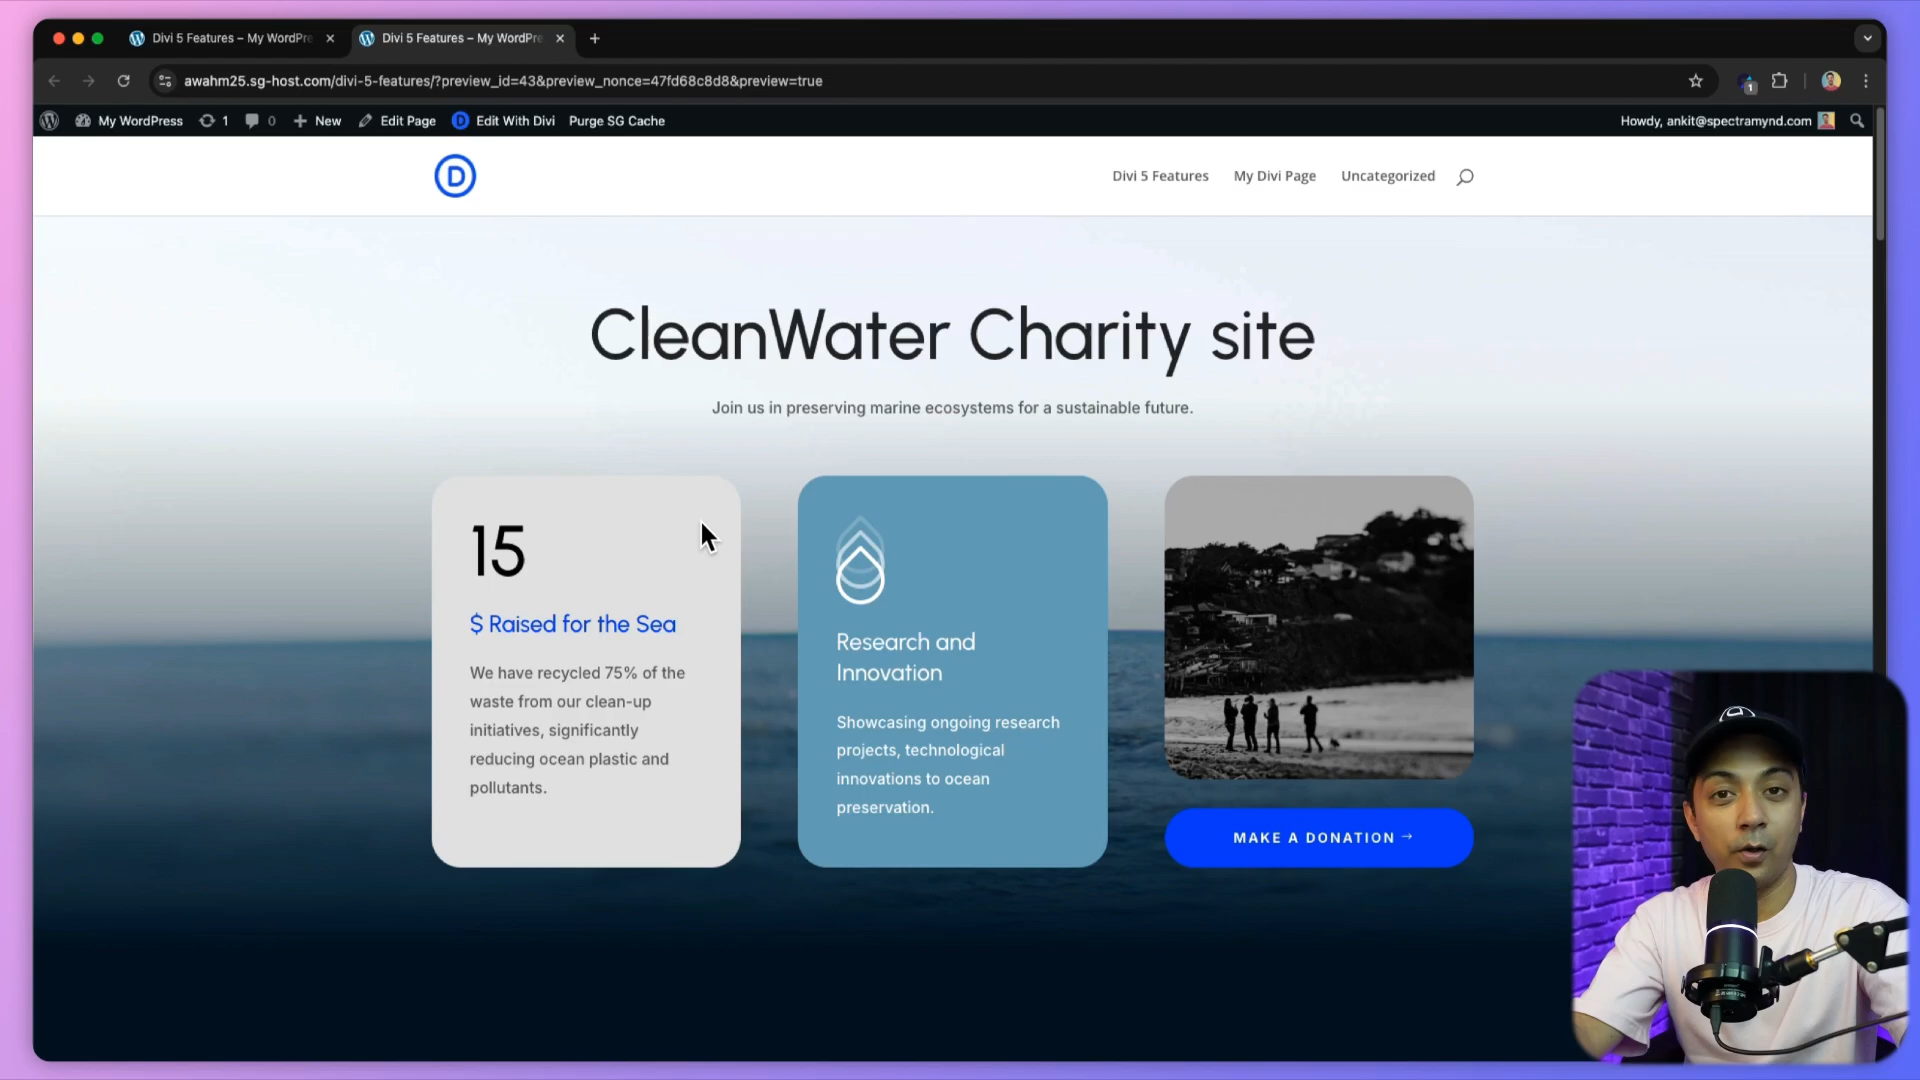 Divi 5 Features – My WordPre
Divi 5 Features – My WordPre
awahm25.sg-host.com/divi-5-features/?preview_id=43&preview_nonce=47fd68c8d8&preview=true
1
My WordPress 1 0 New Edit Page Edit With Divi Purge SG Cache Howdy, ankit@spectramynd.com
D
Divi 5 Features My Divi Page Uncategorized
CleanWater Charity site
Join us in preserving marine ecosystems for a sustainable future.
15
$ Raised for the Sea
We have recycled 75% of the
waste from our clean-up
initiatives, significantly
reducing ocean plastic and
pollutants.
Research and
Innovation
Showcasing ongoing research
projects, technological
innovations to ocean
preservation.
MAKE A DONATION →